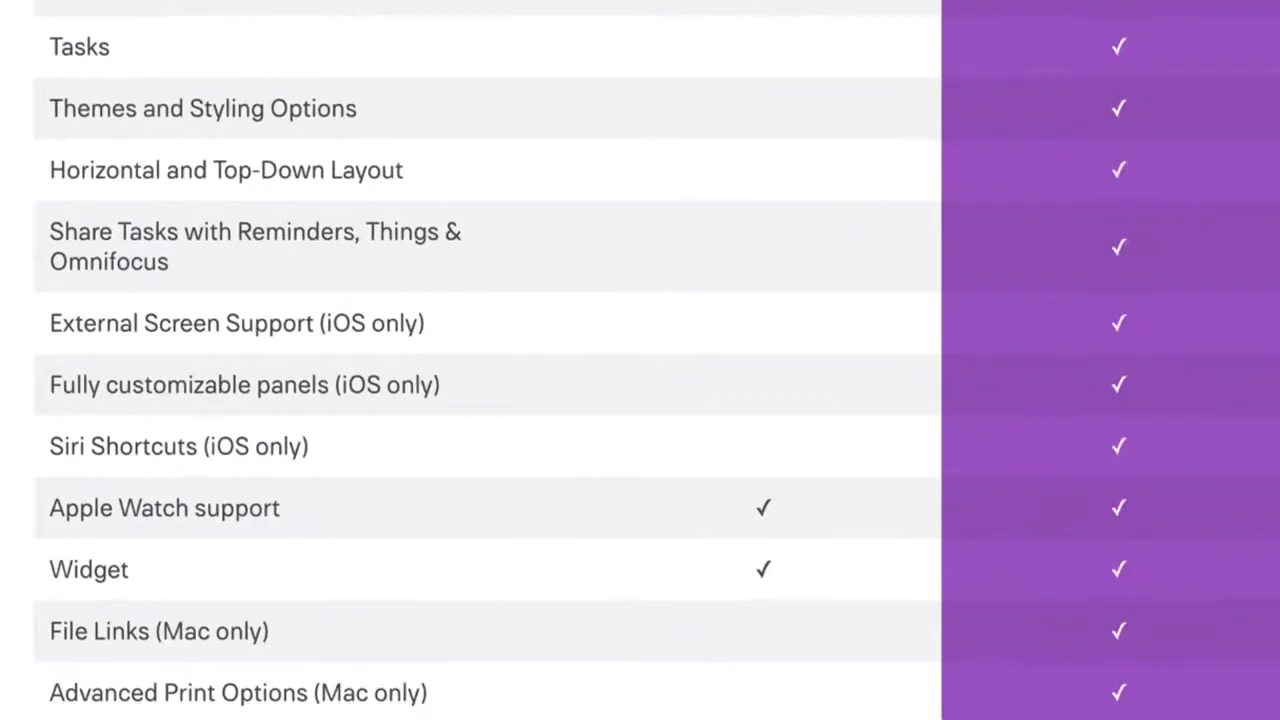 Tasks ✓
Themes and Styling Options ✓
Horizontal and Top-Down Layout ✓
Share Tasks with Reminders, Things &
Omnifocus ✓
External Screen Support (iOS only) ✓
Fully customizable panels (iOS only) ✓
Siri Shortcuts (iOS only) ✓
Apple Watch support ✓ ✓
Widget ✓ ✓
File Links (Mac only) ✓
Advanced Print Options (Mac only) ✓